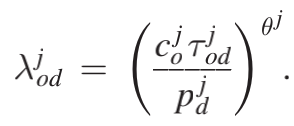 λ^j_{od} = (c^j_o τ^j_{od} / p^j_d)^{θ^j}.